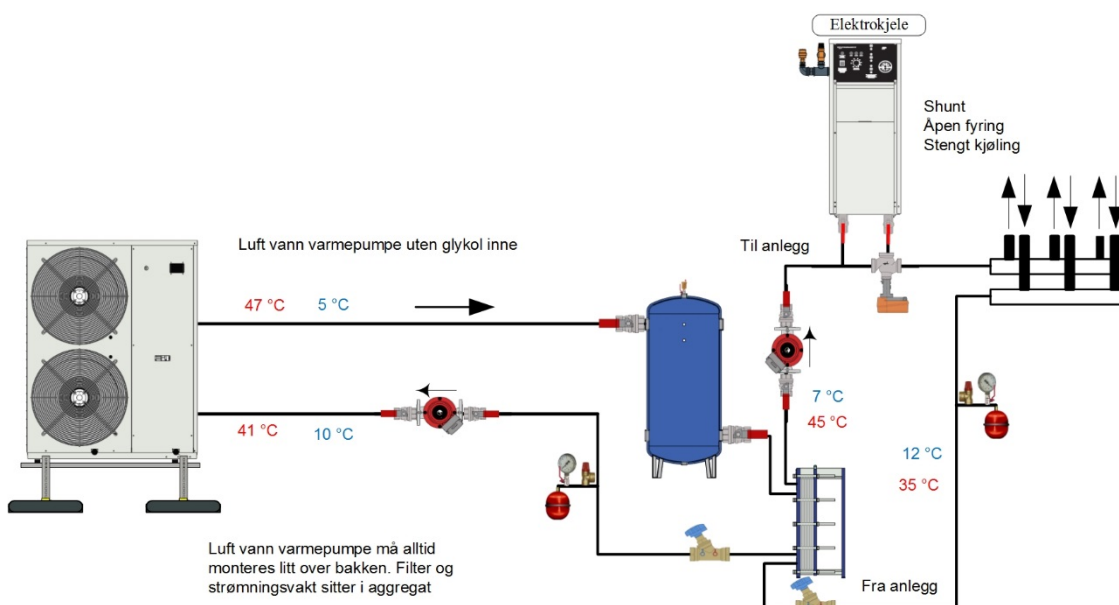 Elektrokjele
Shunt
Åpen fyring
Stengt kjøling
Luft vann varmepumpe uten glykol inne
Til anlegg
47 °C 5 °C
7 °C
45 °C
41 °C 10 °C
12 °C
35 °C
Luft vann varmepumpe må alltid
monteres litt over bakken. Filter og
strømningsvakt sitter i aggregat
Fra anlegg